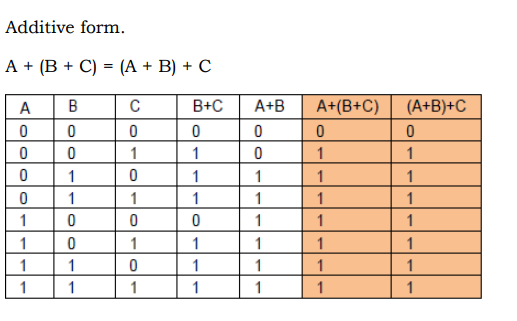 Additive form.
A + (B + C) = (A + B) + C
A B C B+C A+B A+(B+C) (A+B)+C
0 0 0 0 0 0 0
0 0 1 1 0 1 1
0 1 0 1 1 1 1
0 1 1 1 1 1 1
1 0 0 0 1 1 1
1 0 1 1 1 1 1
1 1 0 1 1 1 1
1 1 1 1 1 1 1